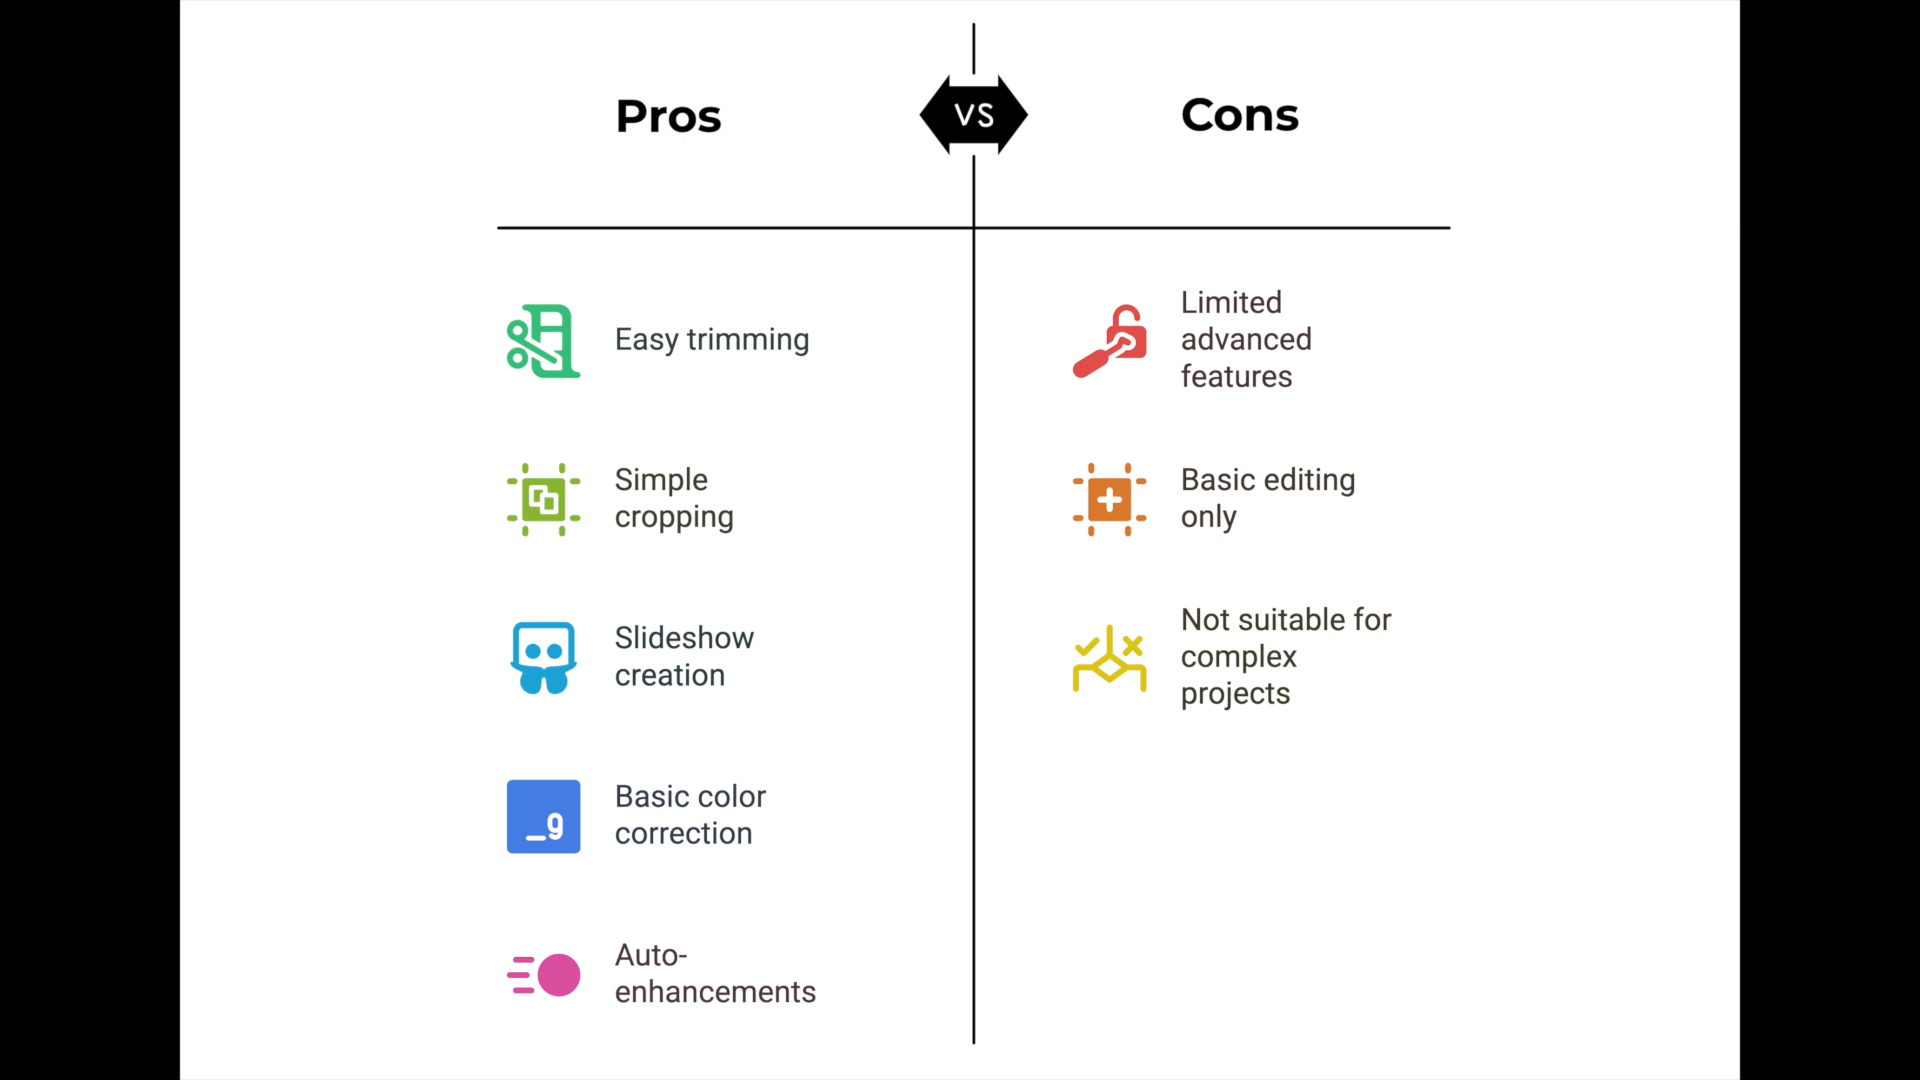 Pros
VS
Cons
Easy trimming
Simple
cropping
Slideshow
creation
_g
Basic color
correction
Auto-
enhancements
Limited
advanced
features
Basic editing
only
Not suitable for
complex
projects